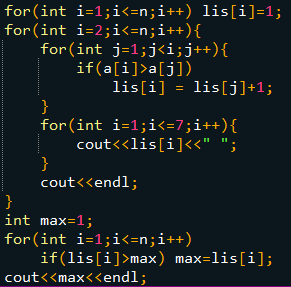 for(int i=1;i<=n;i++) lis[i]=1;
for(int i=2;i<=n;i++){
    for(int j=1;j<i;j++){
        if(a[i]>a[j])
            lis[i] = lis[j]+1;
    }
    for(int i=1;i<=7;i++){
        cout<<lis[i]<<" ";
    }
    cout<<endl;
}
int max=1;
for(int i=1;i<=n;i++)
    if(lis[i]>max) max=lis[i];
cout<<max<<endl;